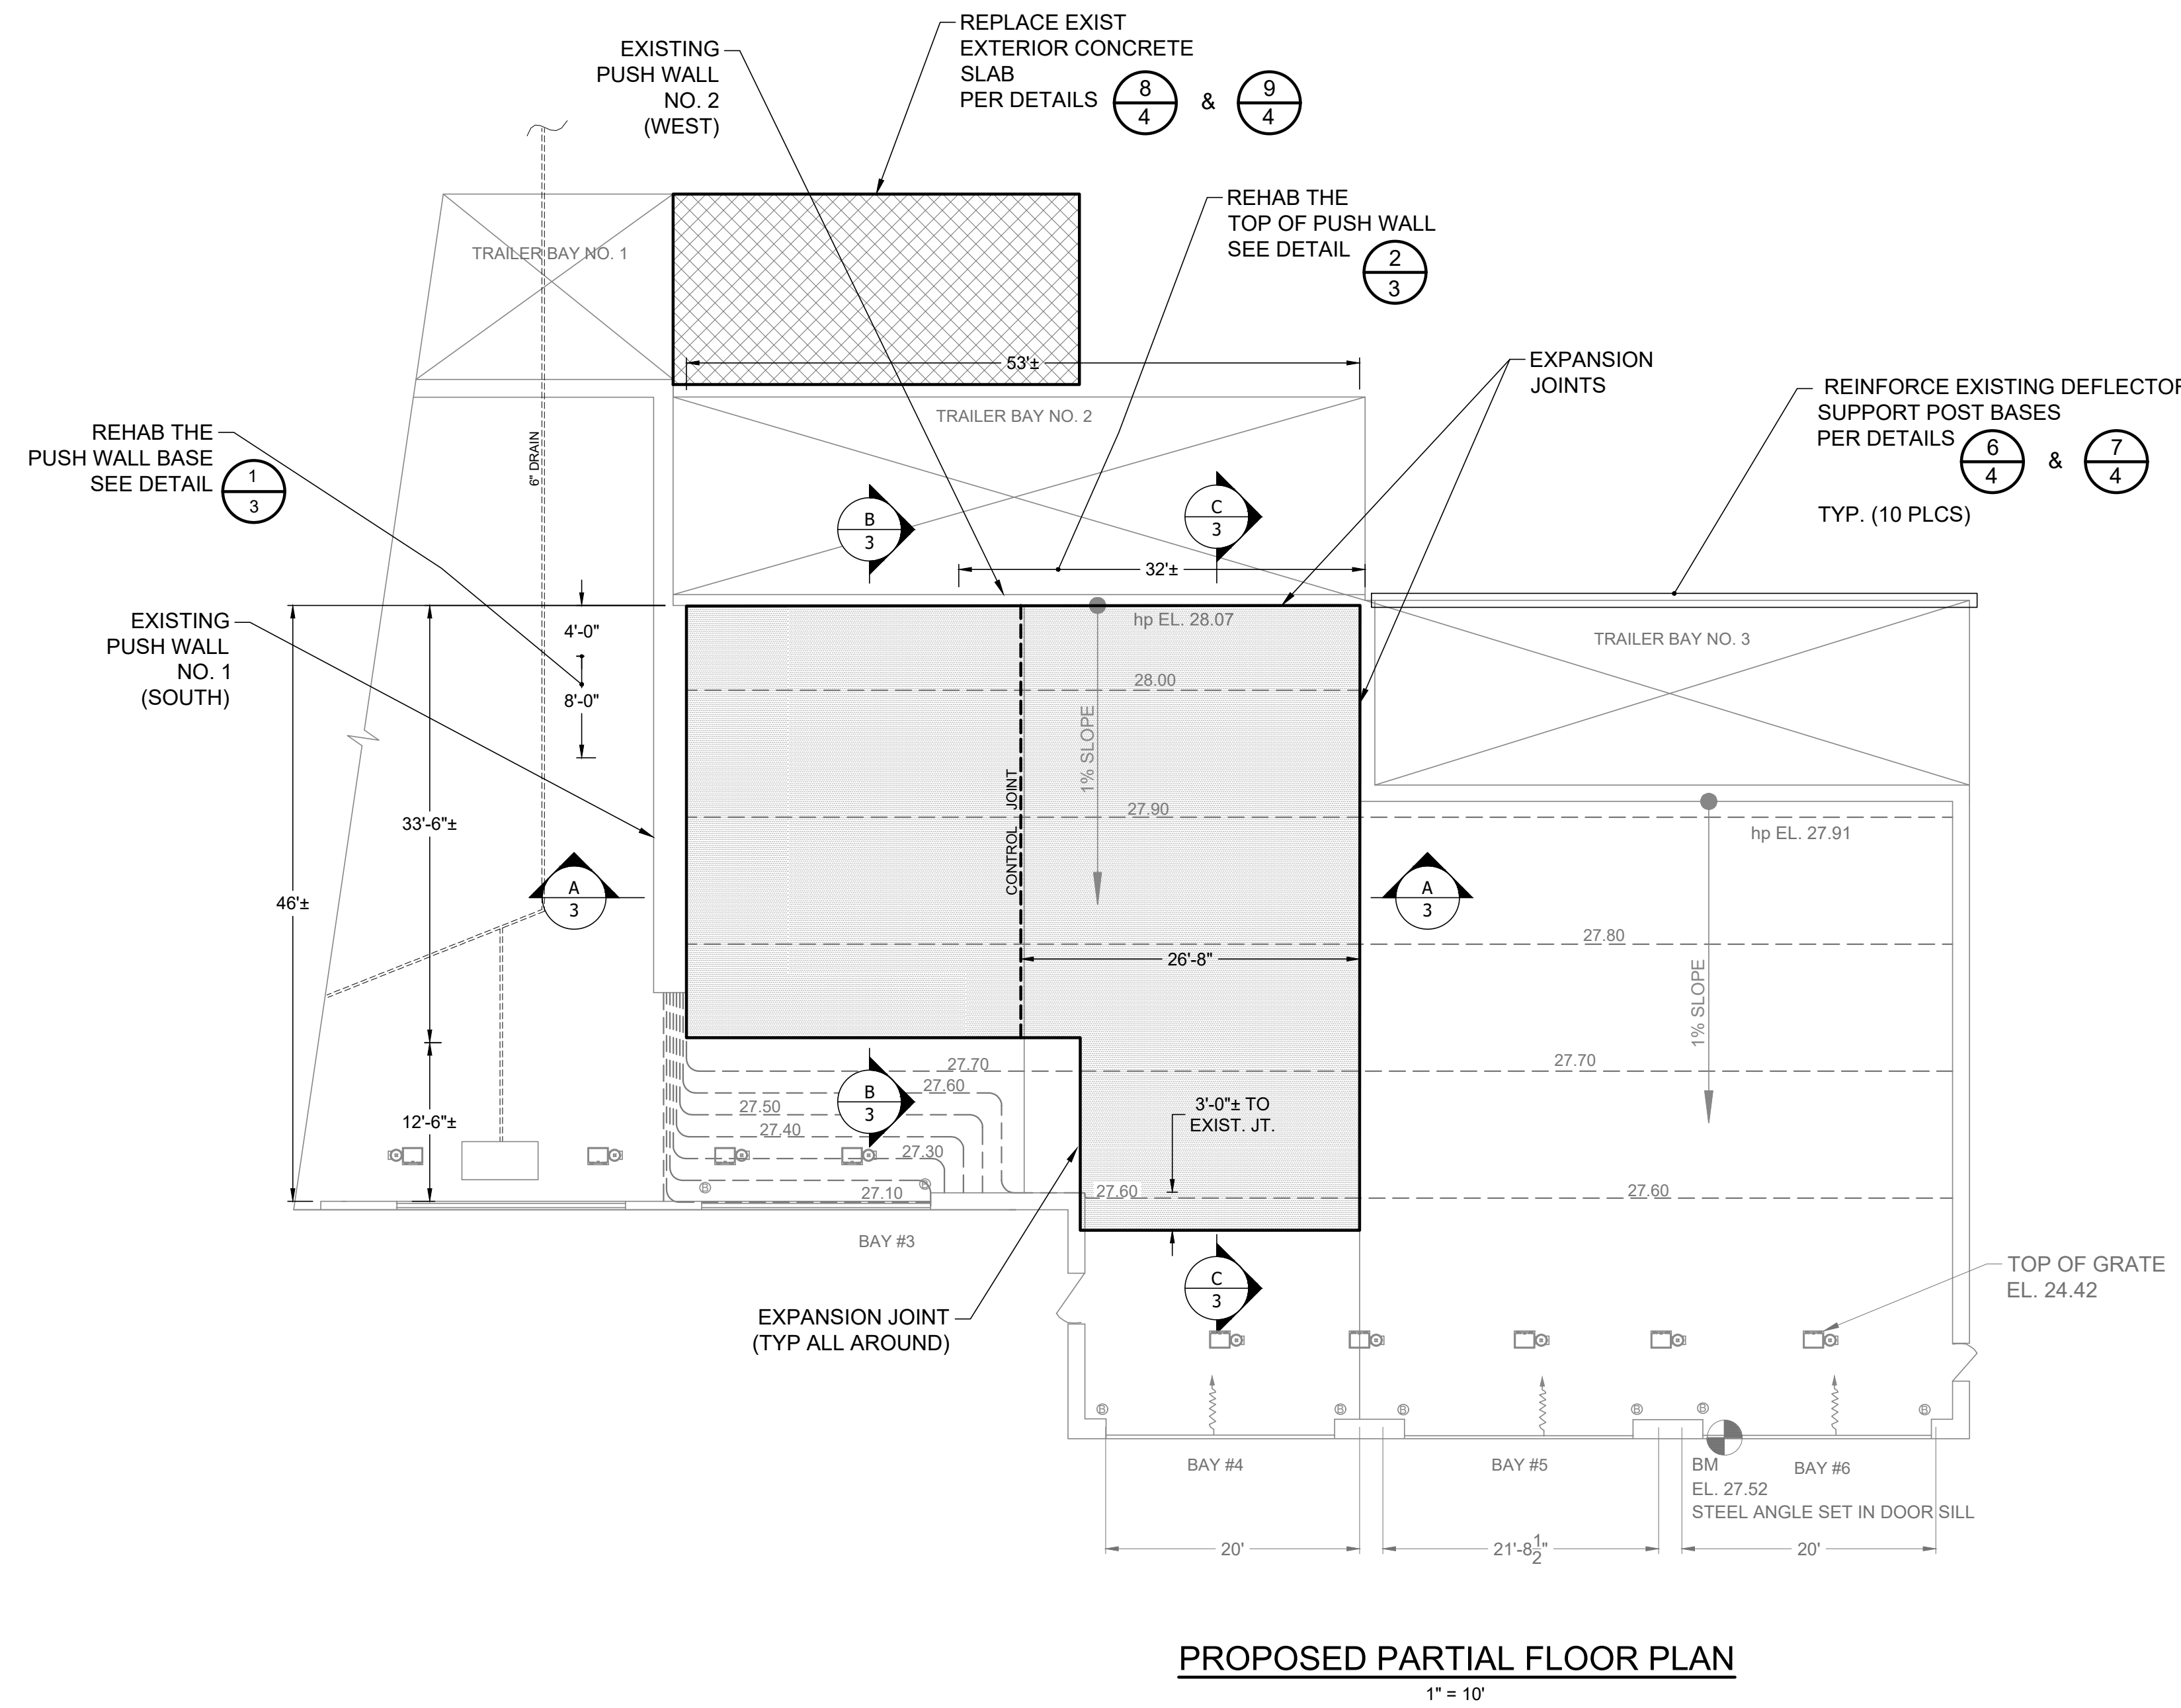 REPLACE EXIST
EXTERIOR CONCRETE
SLAB
PER DETAILS 8/4 & 9/4
EXISTING
PUSH WALL
NO. 2
(WEST)
REHAB THE
TOP OF PUSH WALL
SEE DETAIL 2/3
TRAILER BAY NO. 1
53'±
EXPANSION
JOINTS
REINFORCE EXISTING DEFLECTOR
SUPPORT POST BASES
PER DETAILS 6/4 & 7/4
TYP. (10 PLCS)
TRAILER BAY NO. 2
REHAB THE
PUSH WALL BASE
SEE DETAIL 1/3
6" DRAIN
B
3
C
3
32'±
EXISTING
PUSH WALL
NO. 1
(SOUTH)
4'-0"
8'-0"
hp EL. 28.07
TRAILER BAY NO. 3
28.00
1% SLOPE
CONTROL JOINT
27.90
hp EL. 27.91
33'-6"±
46'±
A
3
A
3
27.80
26'-8"
1% SLOPE
27.70
27.70
27.60
27.50
27.40
27.30
27.10
B
3
12'-6"±
3'-0"± TO
EXIST. JT.
27.60
27.60
B
B
BAY #3
C
3
TOP OF GRATE
EL. 24.42
EXPANSION JOINT
(TYP ALL AROUND)
B
B
B
B
B
B
BAY #4
BAY #5
BAY #6
BM
EL. 27.52
STEEL ANGLE SET IN DOOR SILL
20'
21'-8 1/2"
20'
PROPOSED PARTIAL FLOOR PLAN
1" = 10'